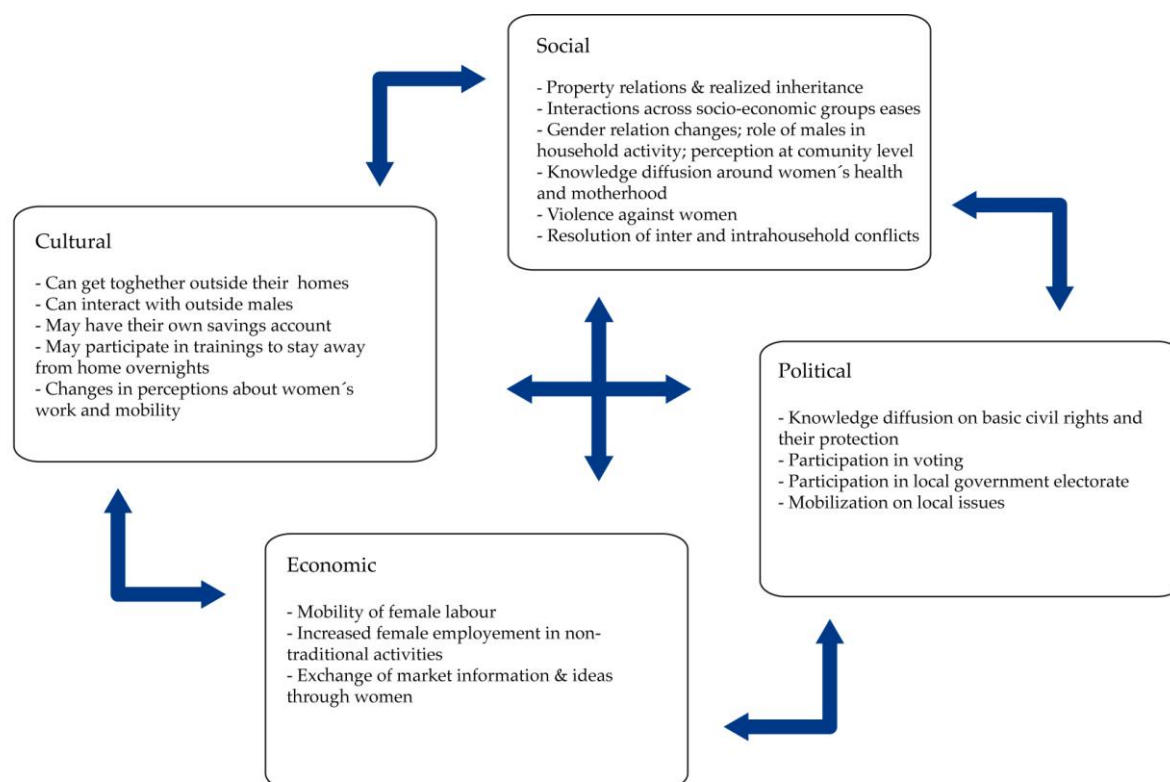 Social
- Property relations & realized inheritance
- Interactions across socio-economic groups eases
- Gender relation changes; role of males in
household activity; perception at comunity level
- Knowledge diffusion around women´s health
and motherhood
- Violence against women
- Resolution of inter and intrahousehold conflicts
Cultural
- Can get toghether outside their homes
- Can interact with outside males
- May have their own savings account
- May participate in trainings to stay away
from home overnights
- Changes in perceptions about women´s
work and mobility
Political
- Knowledge diffusion on basic civil rights and
their protection
- Participation in voting
- Participation in local government electorate
- Mobilization on local issues
Economic
- Mobility of female labour
- Increased female employement in non-
traditional activities
- Exchange of market information & ideas
through women